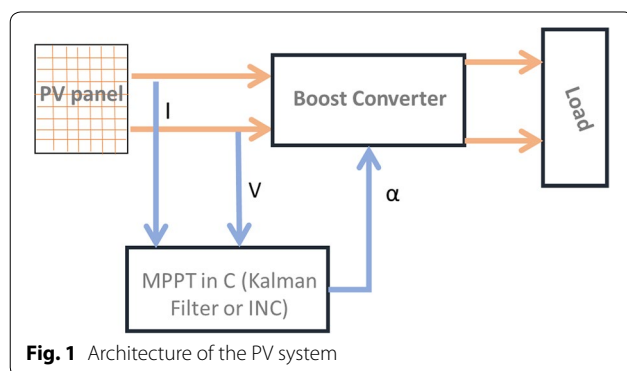 PV panel
I
V
Boost Converter
α
Load
MPPT in C (Kalman
Filter or INC)
Fig. 1 Architecture of the PV system